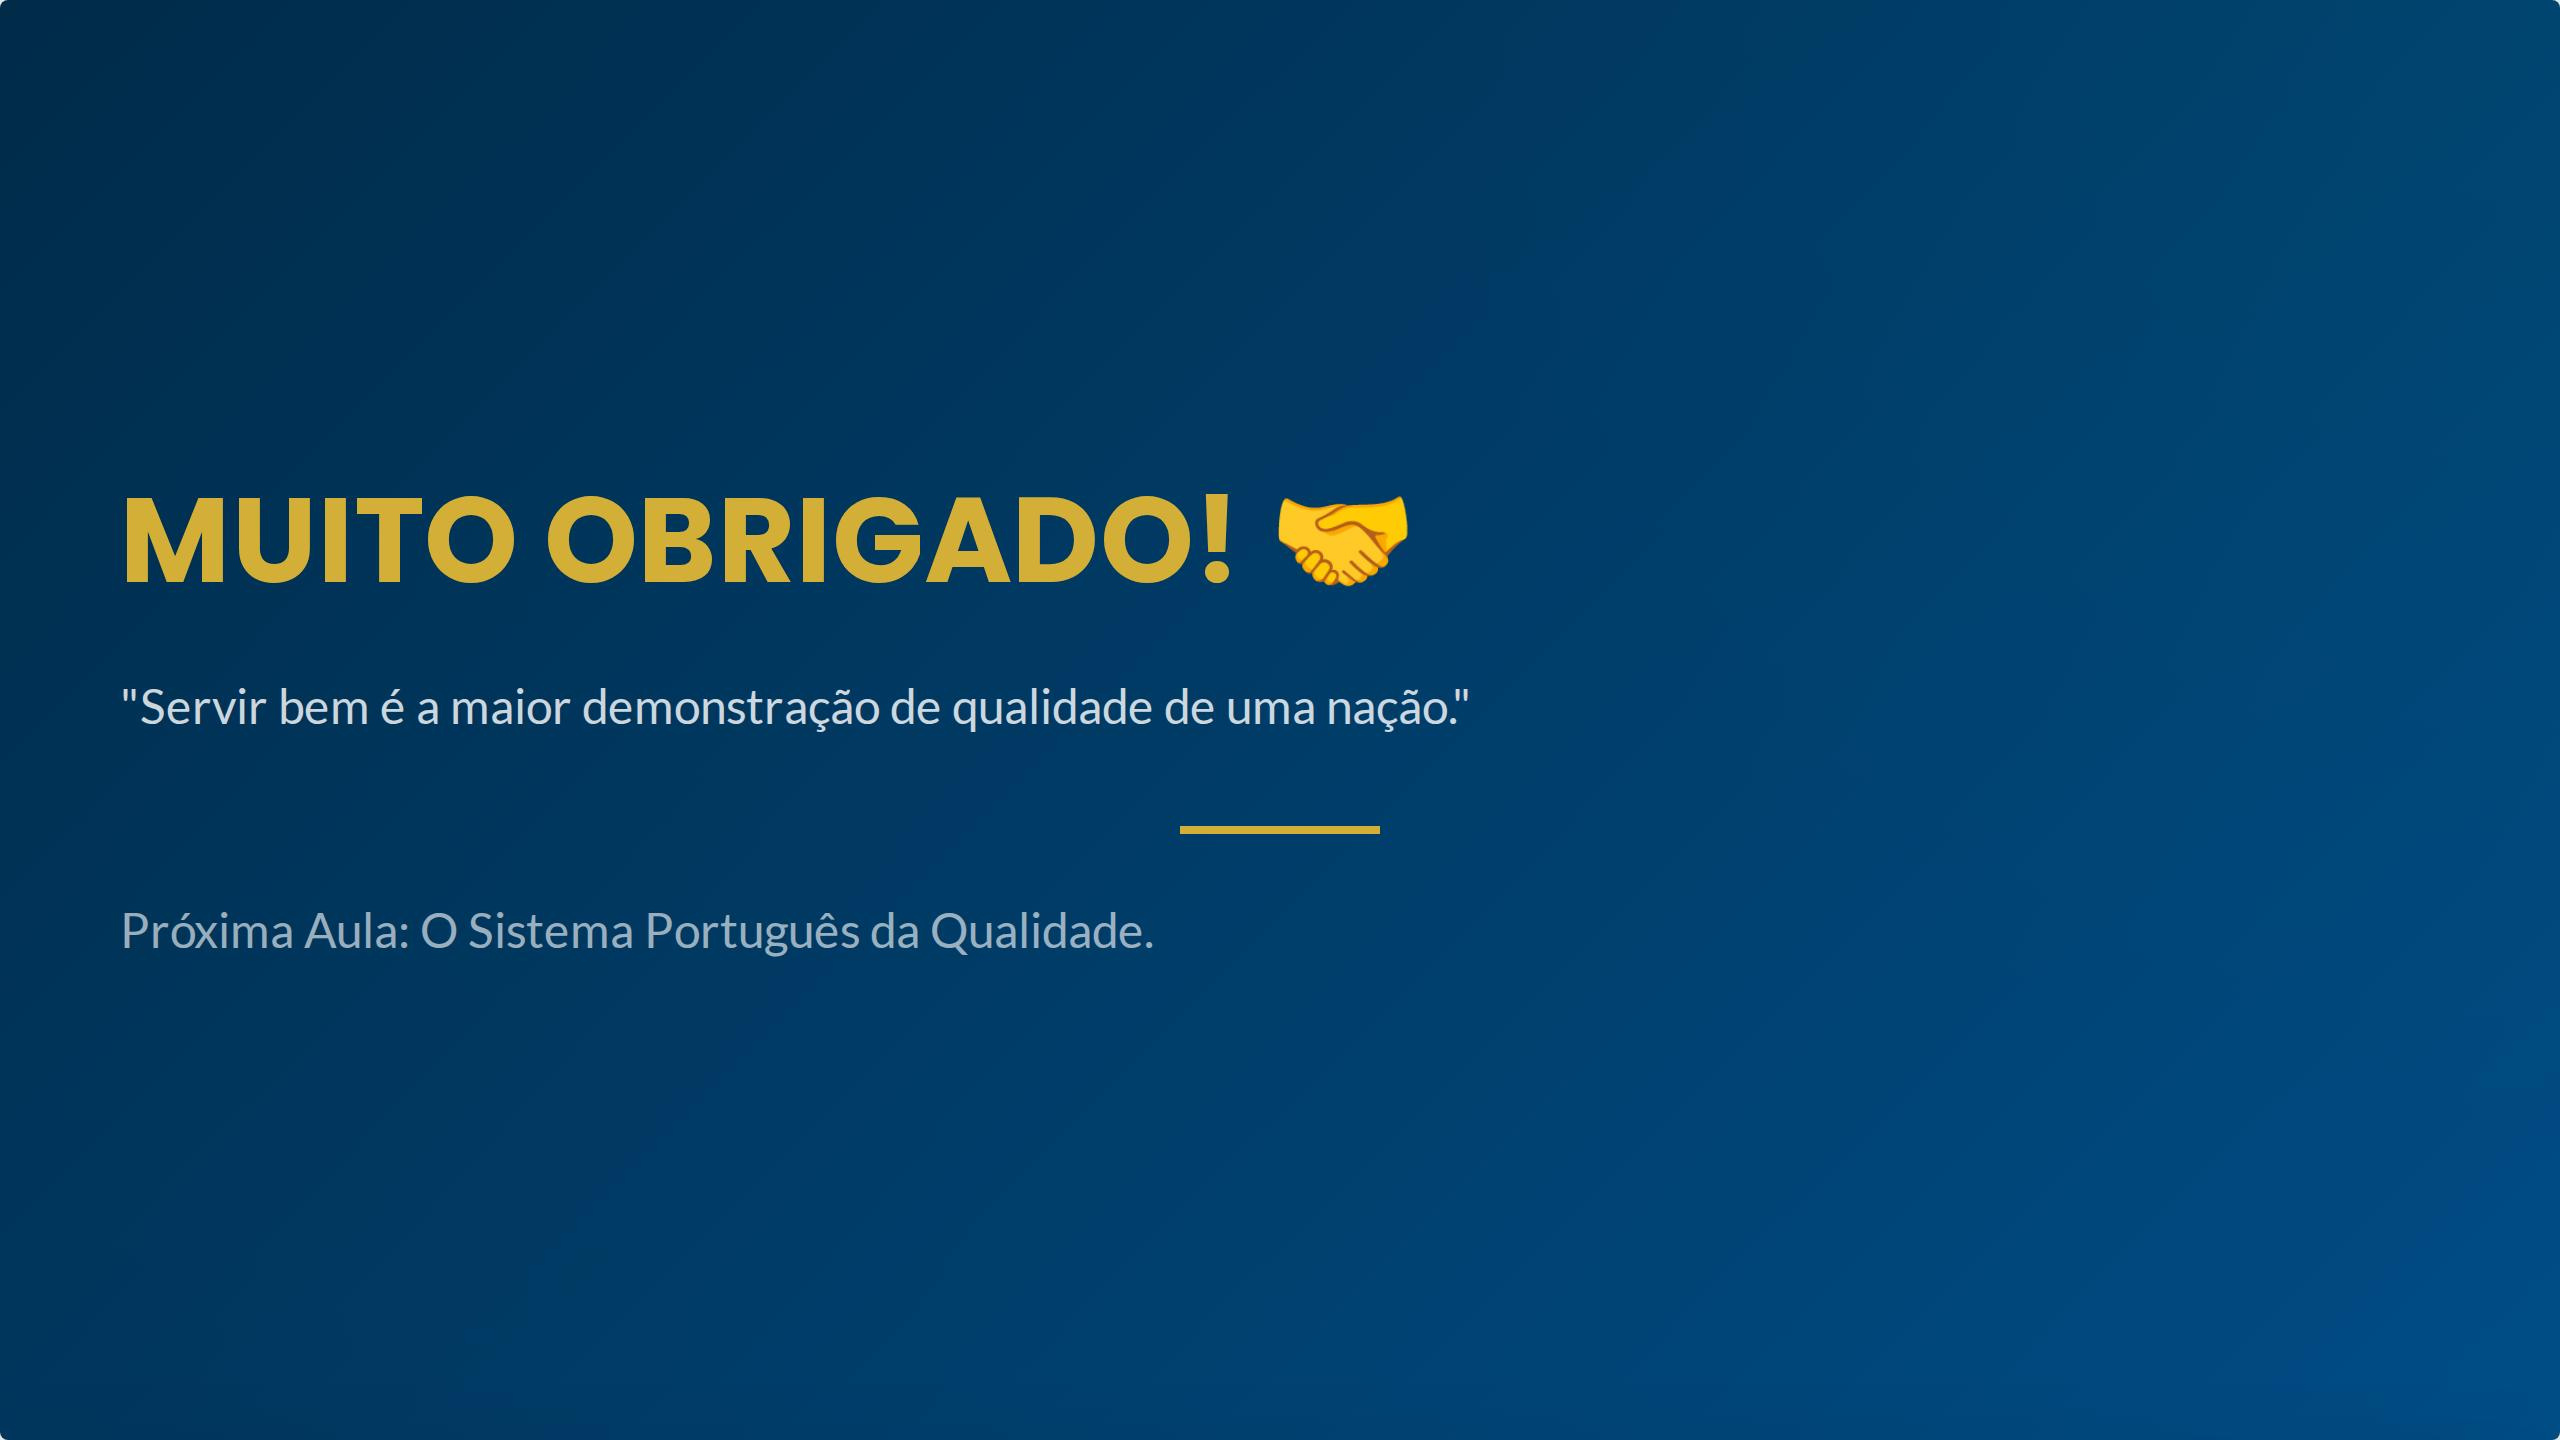 MUITO OBRIGADO! 🤝
"Servir bem é a maior demonstração de qualidade de uma nação."
Próxima Aula: O Sistema Português da Qualidade.